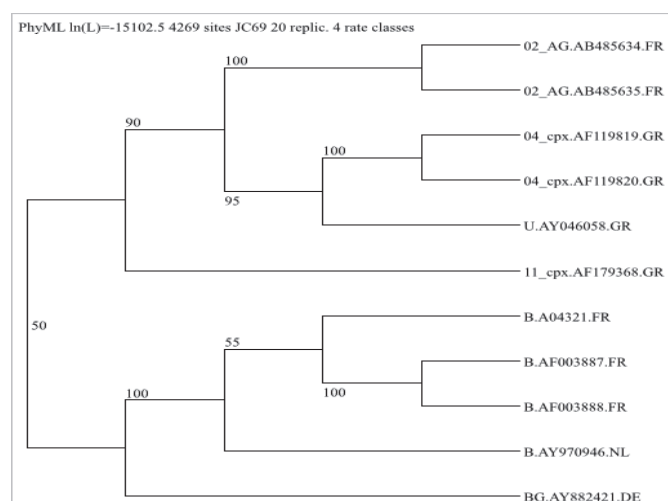 PhyML ln(L)=-15102.5 4269 sites JC69 20 replic. 4 rate classes
02_AG.AB485634.FR
100
02_AG.AB485635.FR
90
04_cpx.AF119819.GR
100
04_cpx.AF119820.GR
95
U.AY046058.GR
11_cpx.AF179368.GR
B.A04321.FR
50
55
B.AF003887.FR
100
100
B.AF003888.FR
B.AY970946.NL
BG.AY882421.DE